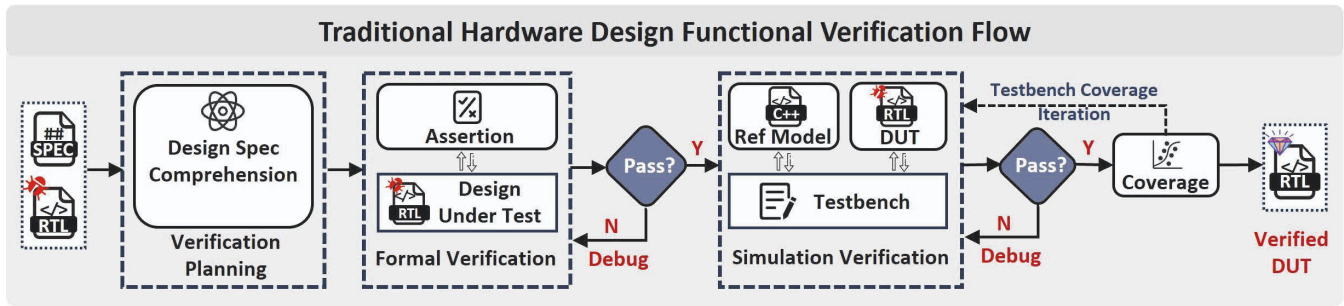 Traditional Hardware Design Functional Verification Flow
##
SPEC
</>
RTL
Design Spec
Comprehension
Verification
Planning
Assertion
</>
RTL
Design
Under Test
Formal Verification
Pass?
Y
N
Debug
</>
C++
Ref Model
</>
RTL
DUT
Testbench
Simulation Verification
Testbench Coverage
Iteration
Pass?
Y
N
Debug
Coverage
</>
RTL
Verified
DUT